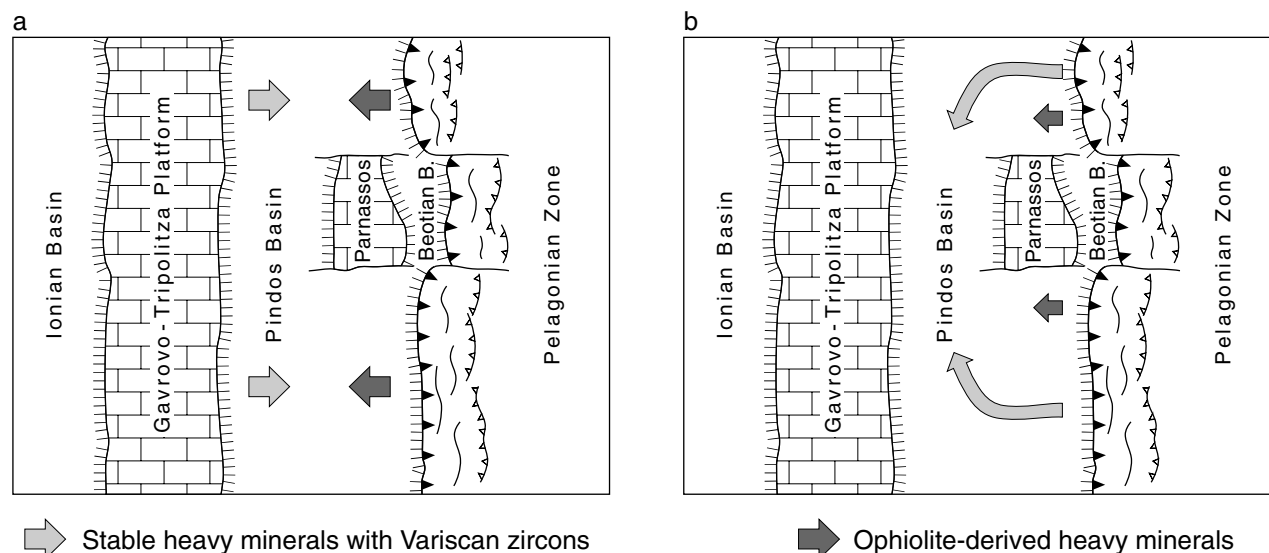 a
Ionian Basin
Gavrovo-Tripolitza Platform
Pindos Basin
Parnassos
Beotian B.
Pelagonian Zone
b
Ionian Basin
Gavrovo-Tripolitza Platform
Pindos Basin
Parnassos
Beotian B.
Pelagonian Zone
Stable heavy minerals with Variscan zircons
Ophiolite-derived heavy minerals